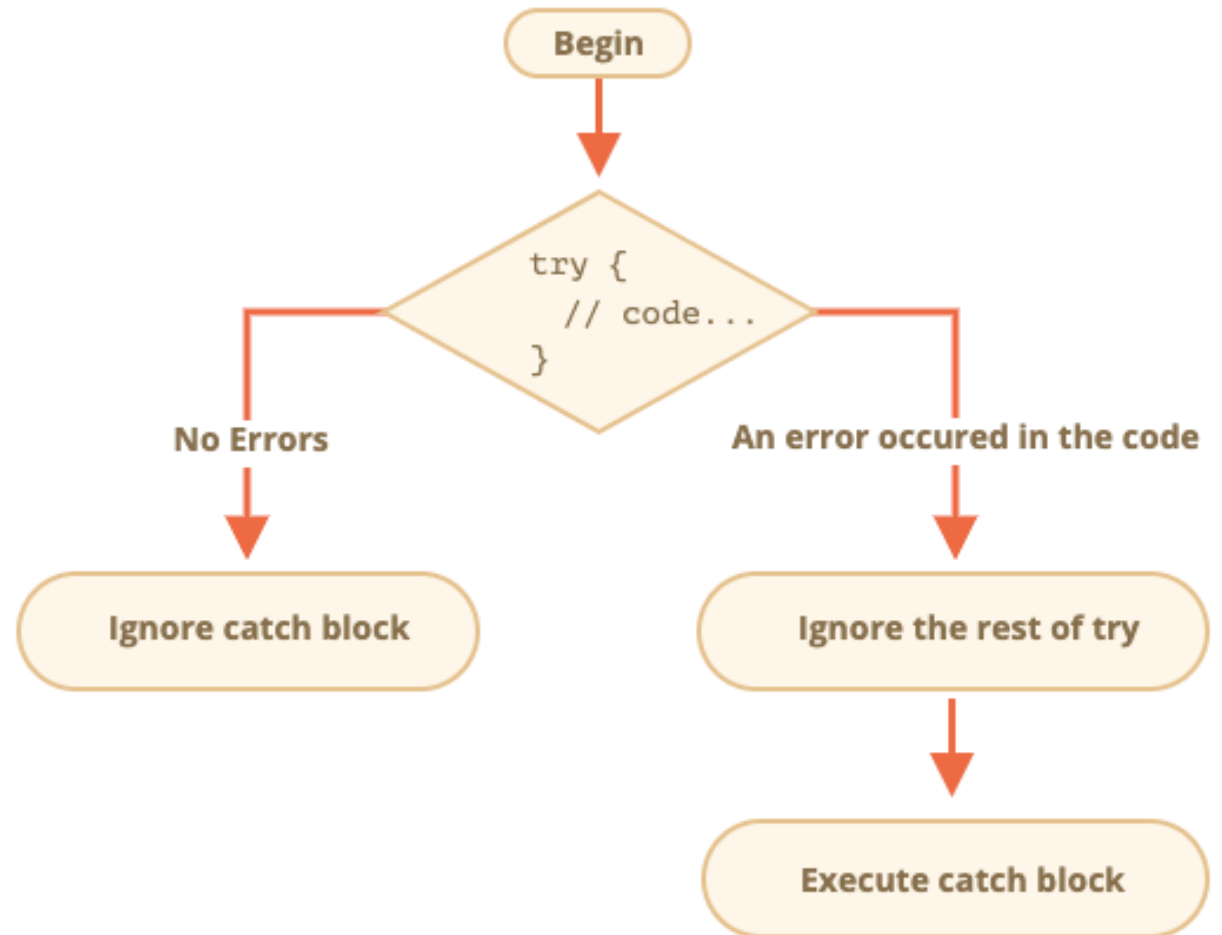 Begin
try {
// code...
}
No Errors
An error occured in the code
Ignore catch block
Ignore the rest of try
Execute catch block